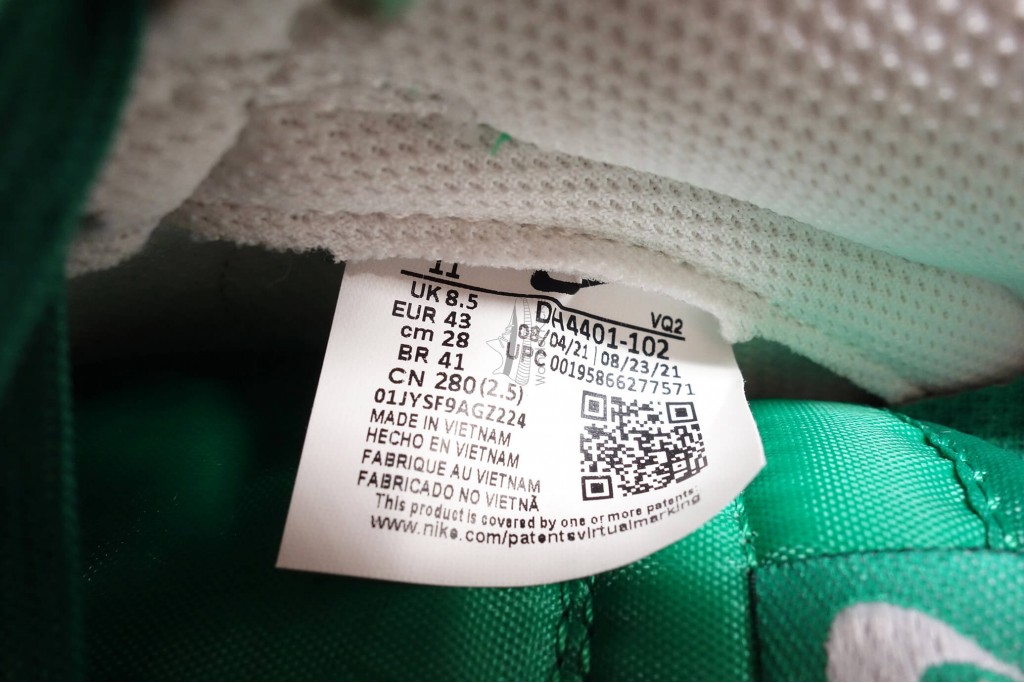 11
UK 8.5
EUR 43
cm 28
BR 41
CN 280(2.5)
01JYSF9AGZ224
MADE IN VIETNAM
HECHO EN VIETNAM
FABRIQUE AU VIETNAM
FABRICADO NO VIETNÃ
This product is covered by one or more patents.
www.nike.com/patentsvirtualmarking
VQ2
DH4401-102
08/04/21|08/23/21
UPC 00195866277571